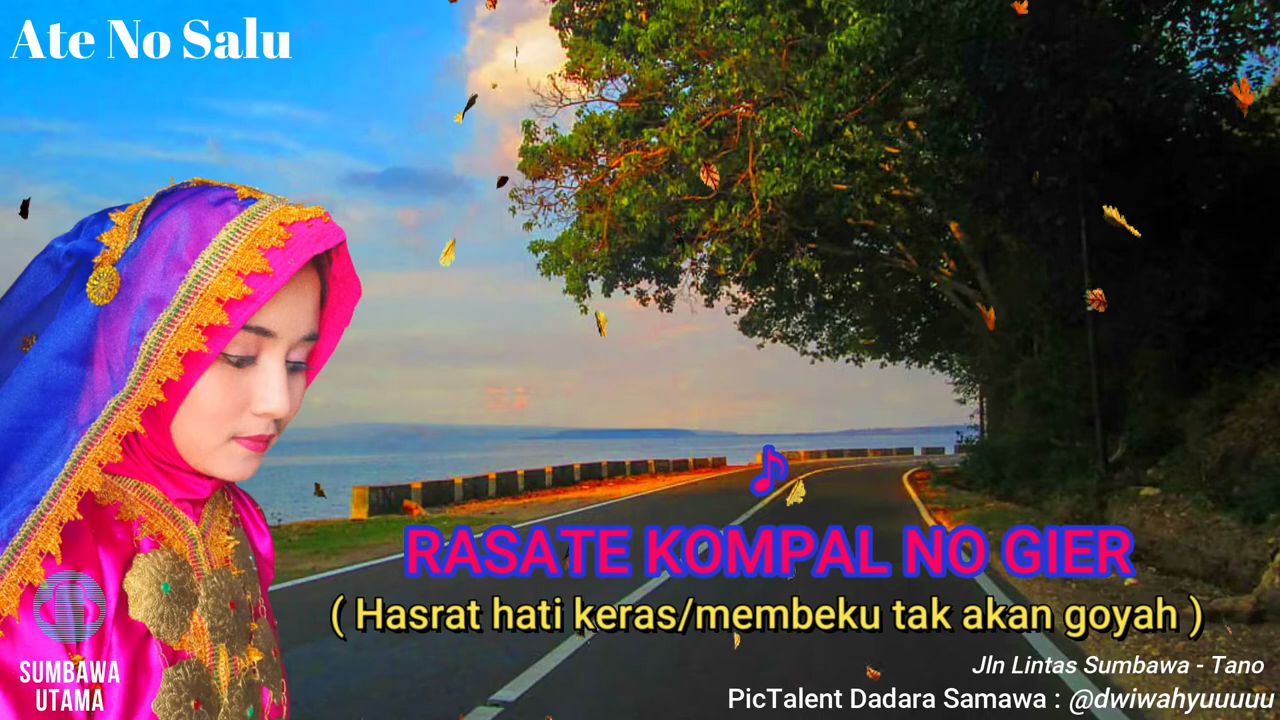 Ate No Salu
RASATE KOMPAL NO GIER
( Hasrat hati keras/membeku tak akan goyah )
Jln Lintas Sumbawa - Tano
PicTalent Dadara Samawa : @dwiwahyuuuuu
SUMBAWA
UTAMA